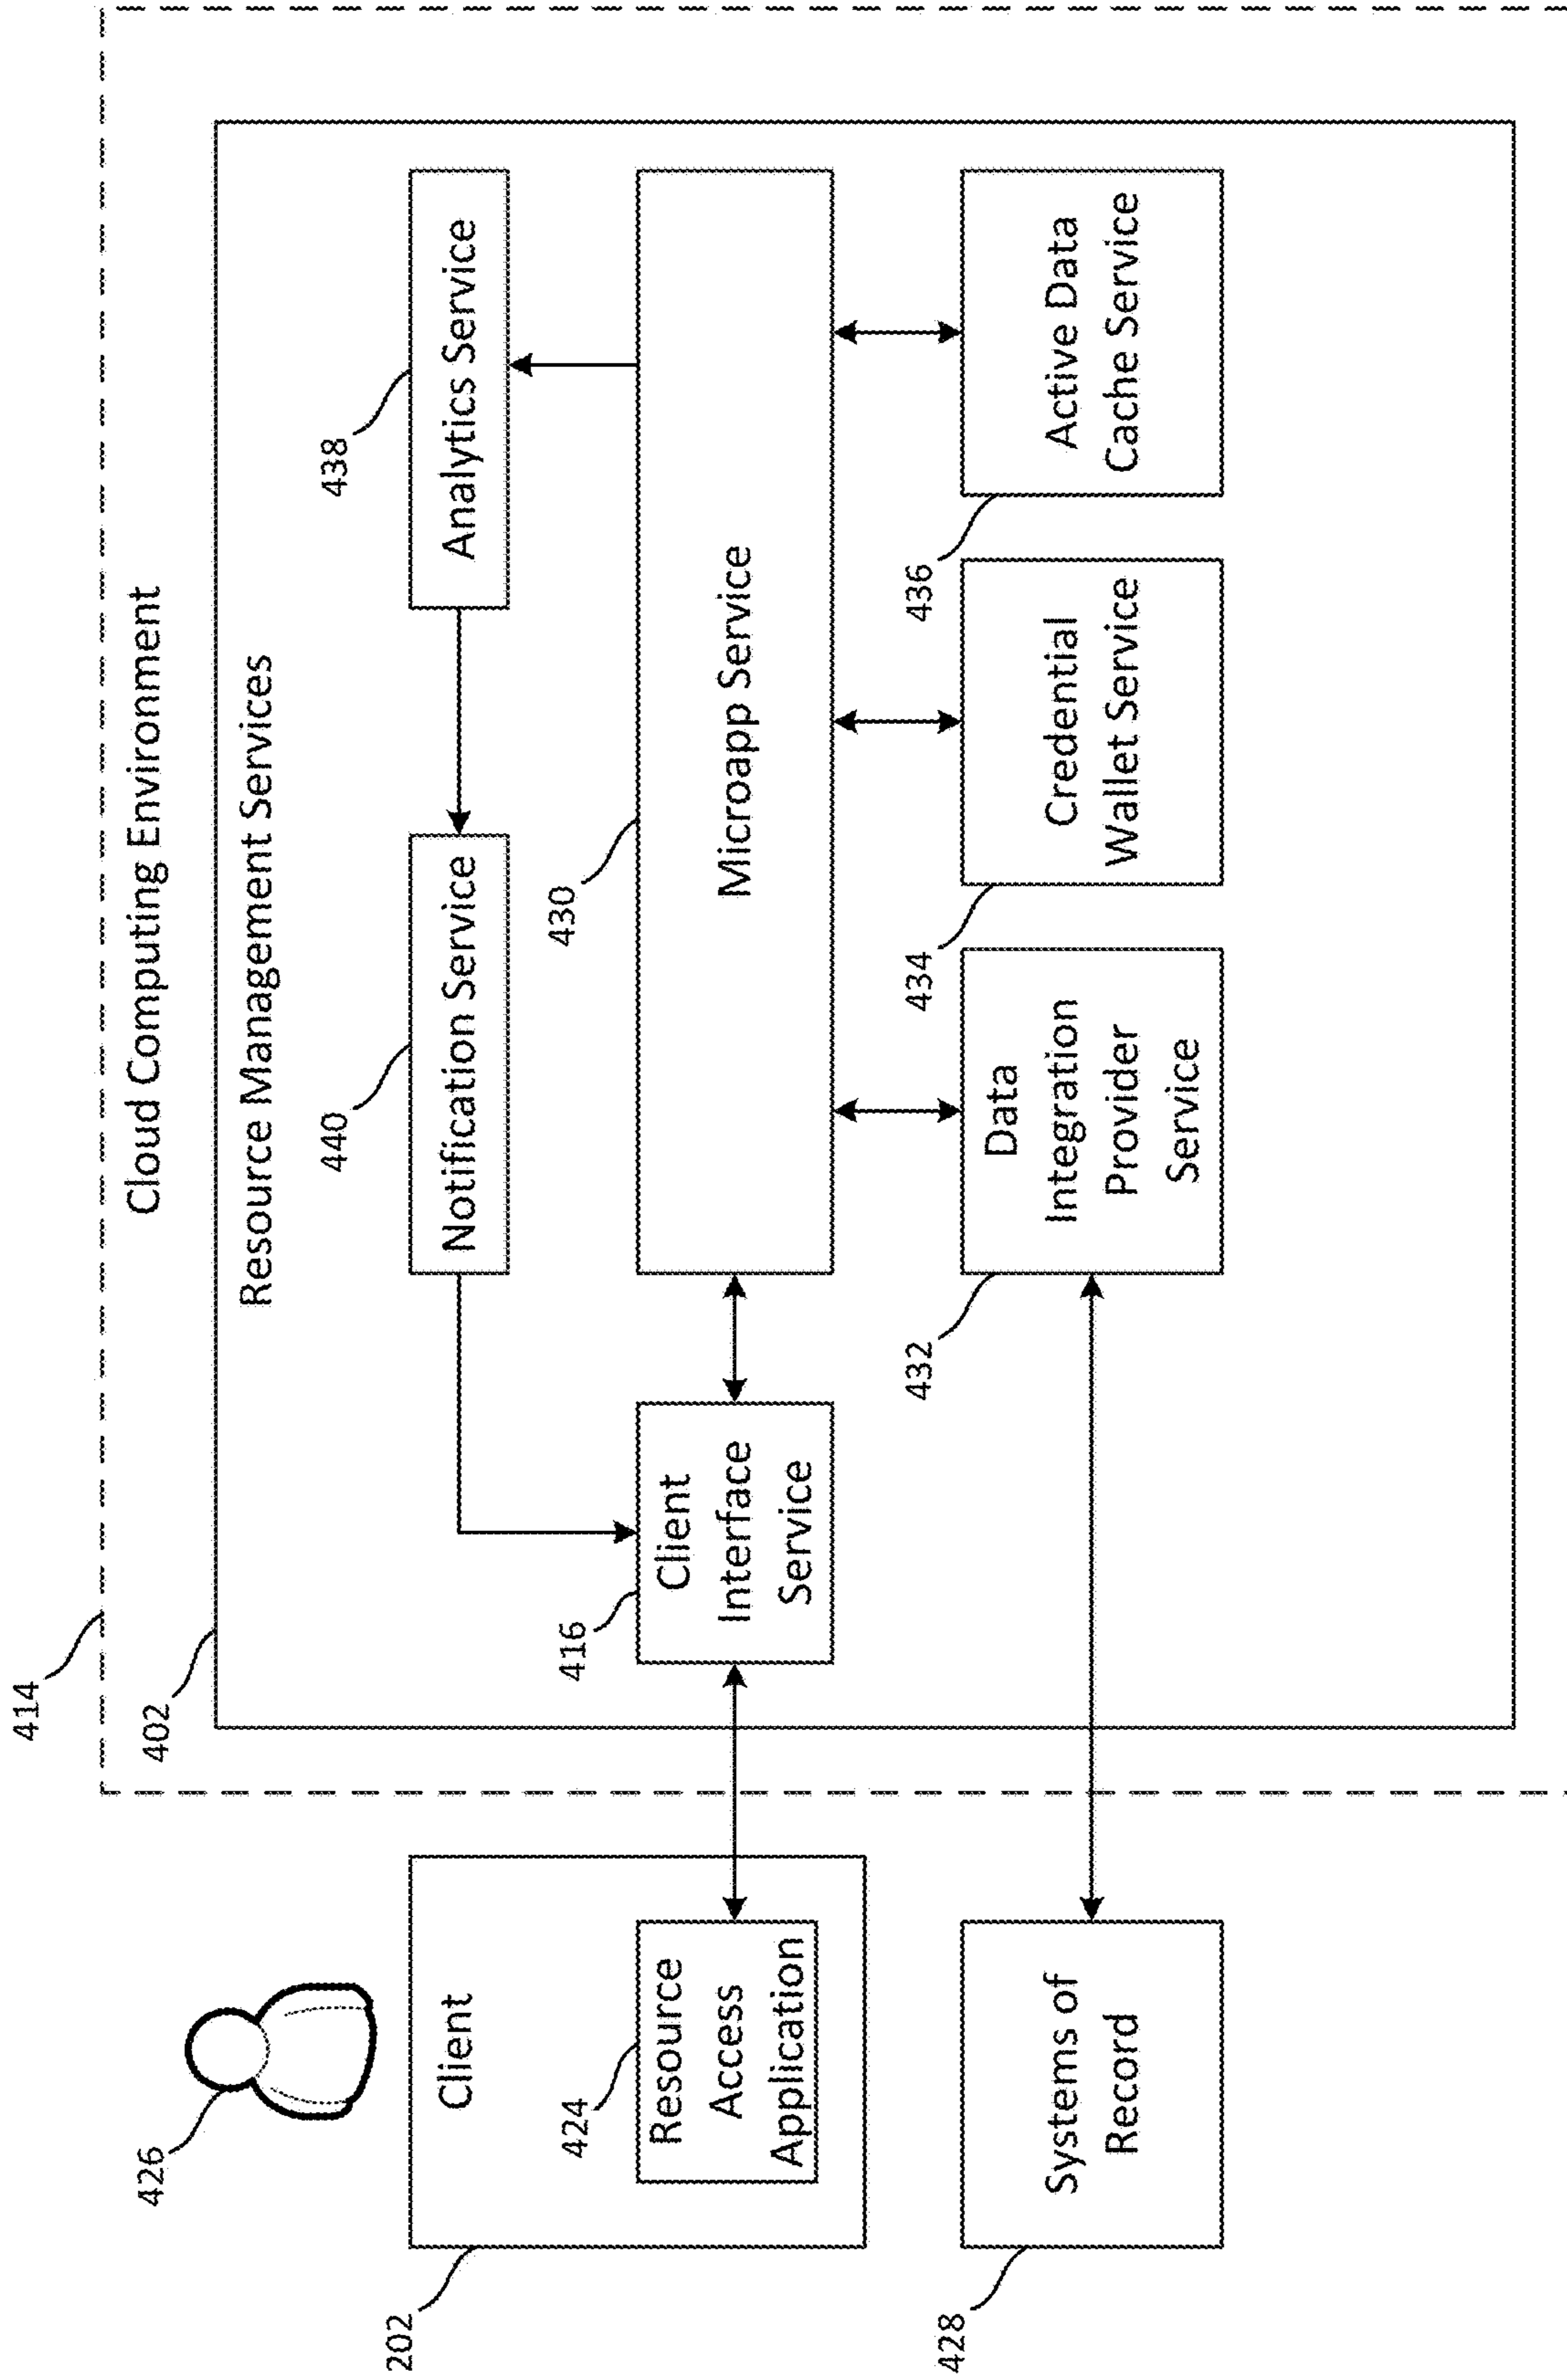 414
Cloud Computing Environment
402
Resource Management Services
426
202
Client
424
Resource
Access
Application
428
Systems of
Record
416
Client
Interface
Service
440
Notification Service
438
Analytics Service
430
Microapp Service
432
Data
Integration
Provider
Service
434
Credential
Wallet Service
436
Active Data
Cache Service